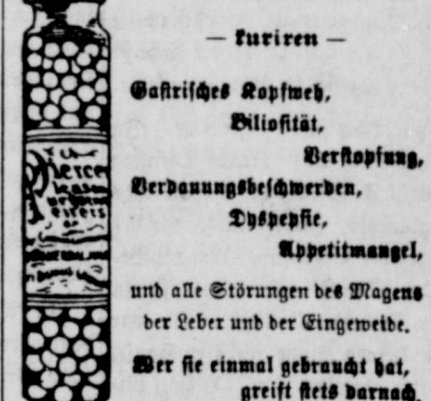 — kuriren —
Gastrisches Kopfweh,
Biliosität,
Verstopfung,
Verdauungsbeschwerden,
Dyspepsie,
Appetitmangel,
und alle Störungen des Magens
der Leber und der Eingeweide.
Wer sie einmal gebraucht hat,
greift stets darnach.
Pierce